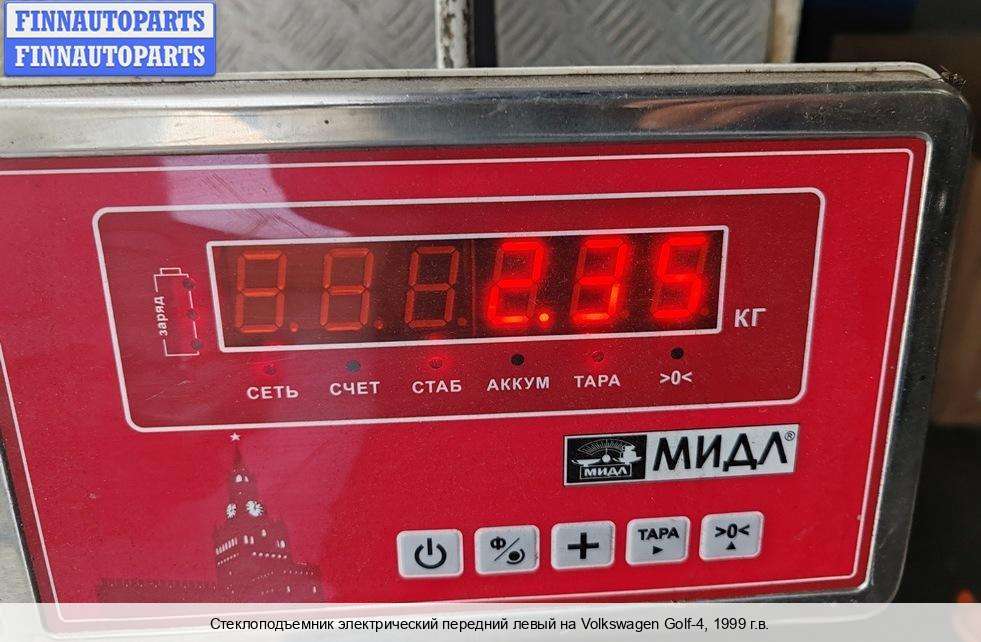 FINNAUTOPARTS
FINNAUTOPARTS
2.35
КГ
заряд
СЕТЬ СЧЕТ СТАБ АККУМ ТАРА >0<
МИДЛ МИДЛ®
Ф ТАРА >0<
Стеклоподъемник электрический передний левый на Volkswagen Golf-4, 1999 г.в.